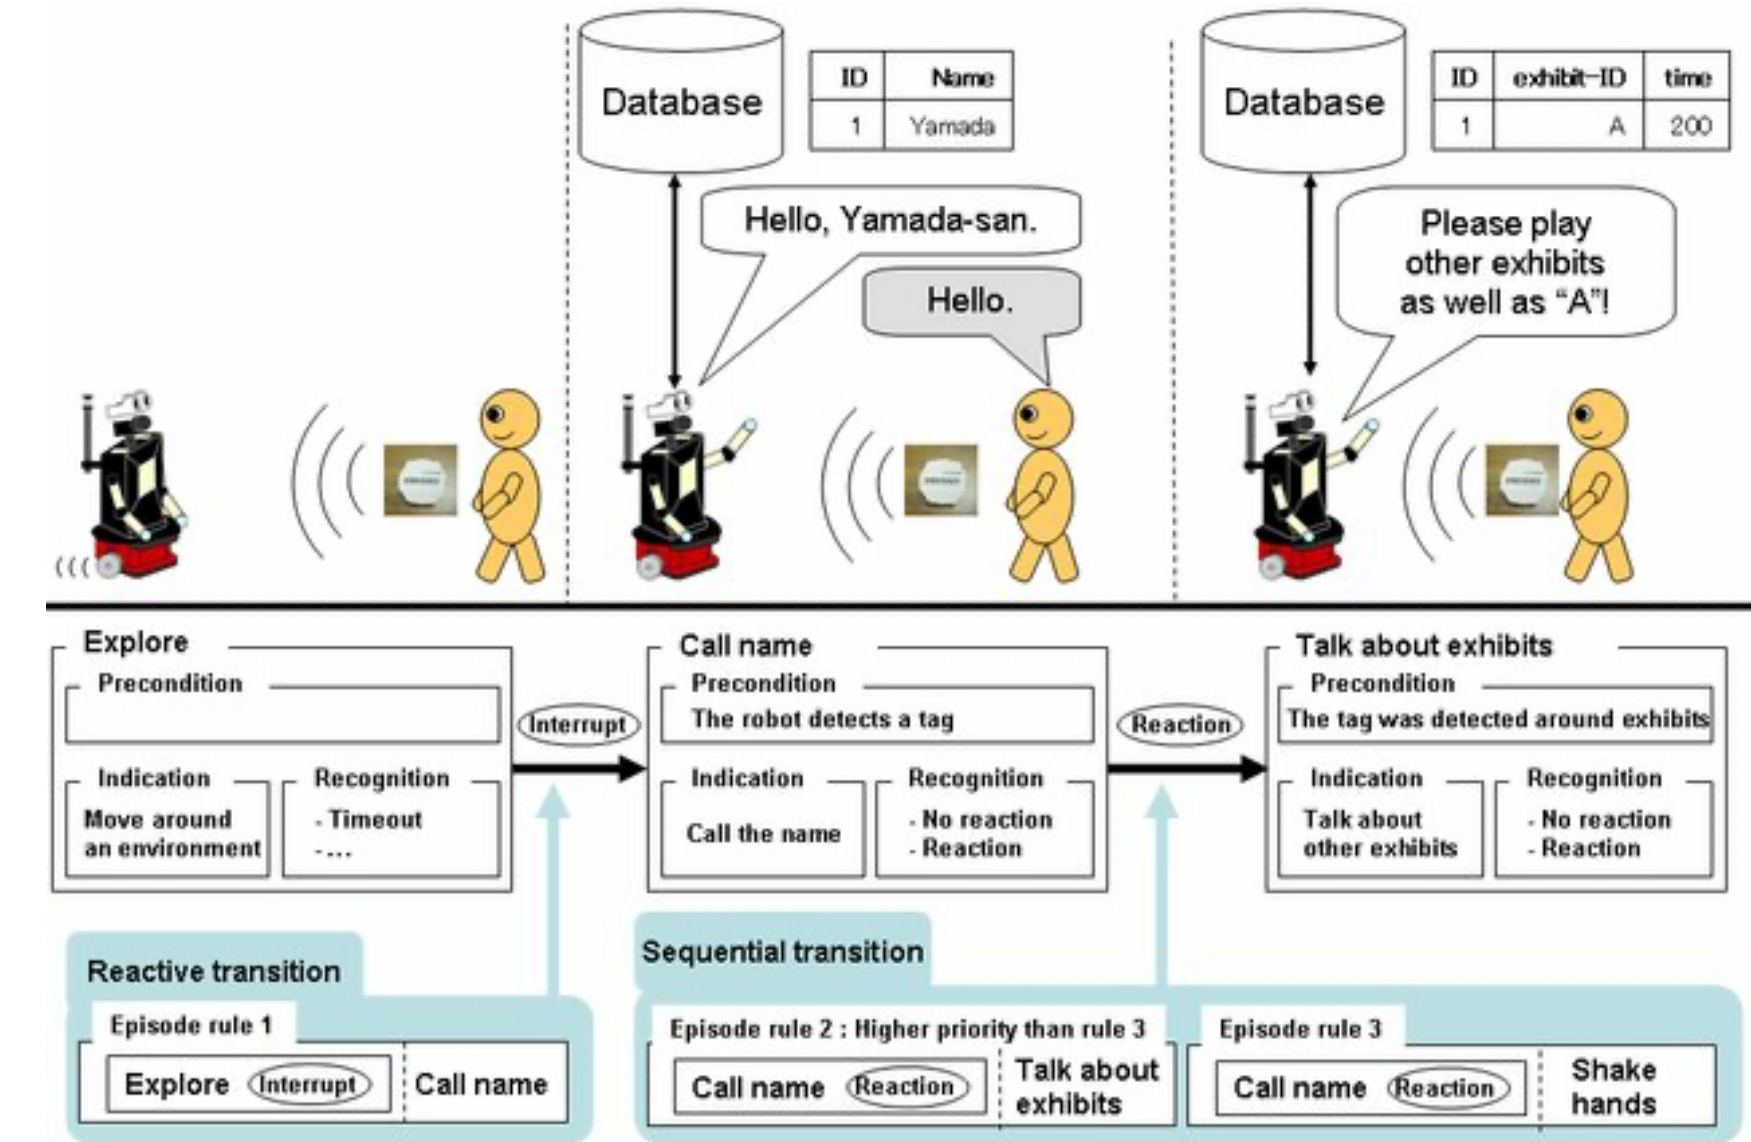 Database
ID Name
1 Yamada
Hello, Yamada-san.
Hello.
Database
ID exhibit-ID time
1 A 200
Please play
other exhibits
as well as “A”!
Explore
Precondition
Indication
Move around
an environment
Recognition
- Timeout
-...
Interrupt
Call name
Precondition
The robot detects a tag
Indication
Call the name
Recognition
- No reaction
- Reaction
Reaction
Talk about exhibits
Precondition
The tag was detected around exhibits
Indication
Talk about
other exhibits
Recognition
- No reaction
- Reaction
Reactive transition
Episode rule 1
Explore Interrupt Call name
Sequential transition
Episode rule 2 : Higher priority than rule 3
Call name Reaction
Talk about
exhibits
Episode rule 3
Call name Reaction
Shake
hands